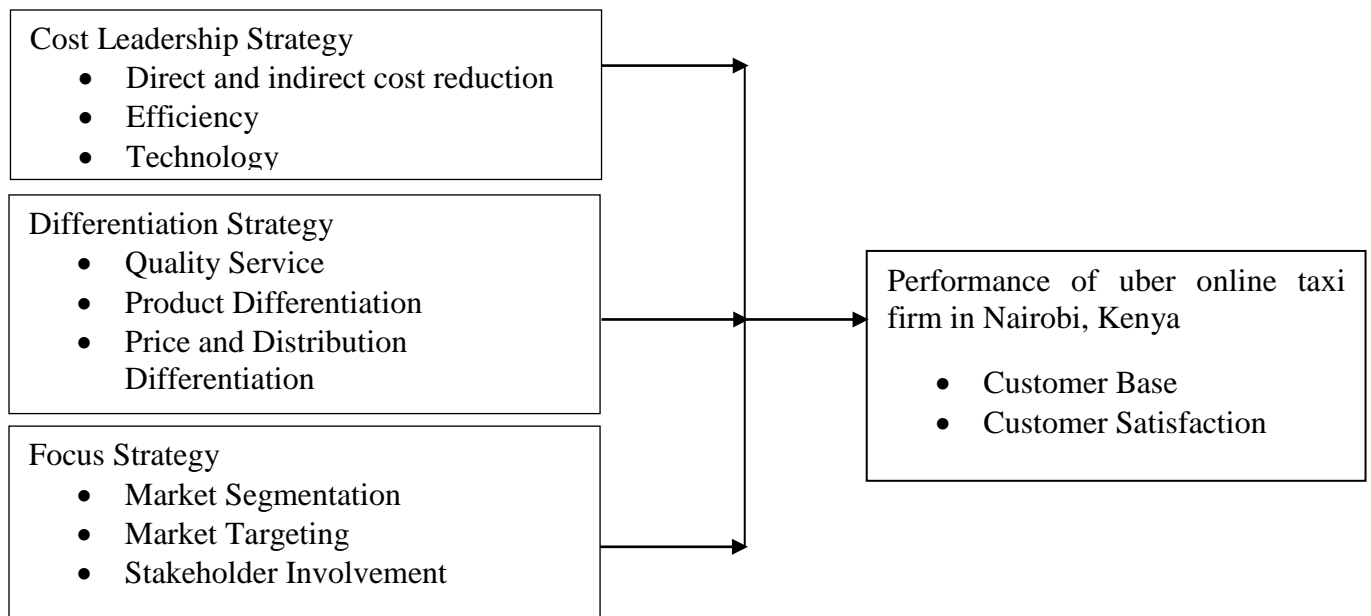 Cost Leadership Strategy
• Direct and indirect cost reduction
• Efficiency
• Technology
Differentiation Strategy
• Quality Service
• Product Differentiation
• Price and Distribution
Differentiation
Focus Strategy
• Market Segmentation
• Market Targeting
• Stakeholder Involvement
Performance of uber online taxi
firm in Nairobi, Kenya
• Customer Base
• Customer Satisfaction